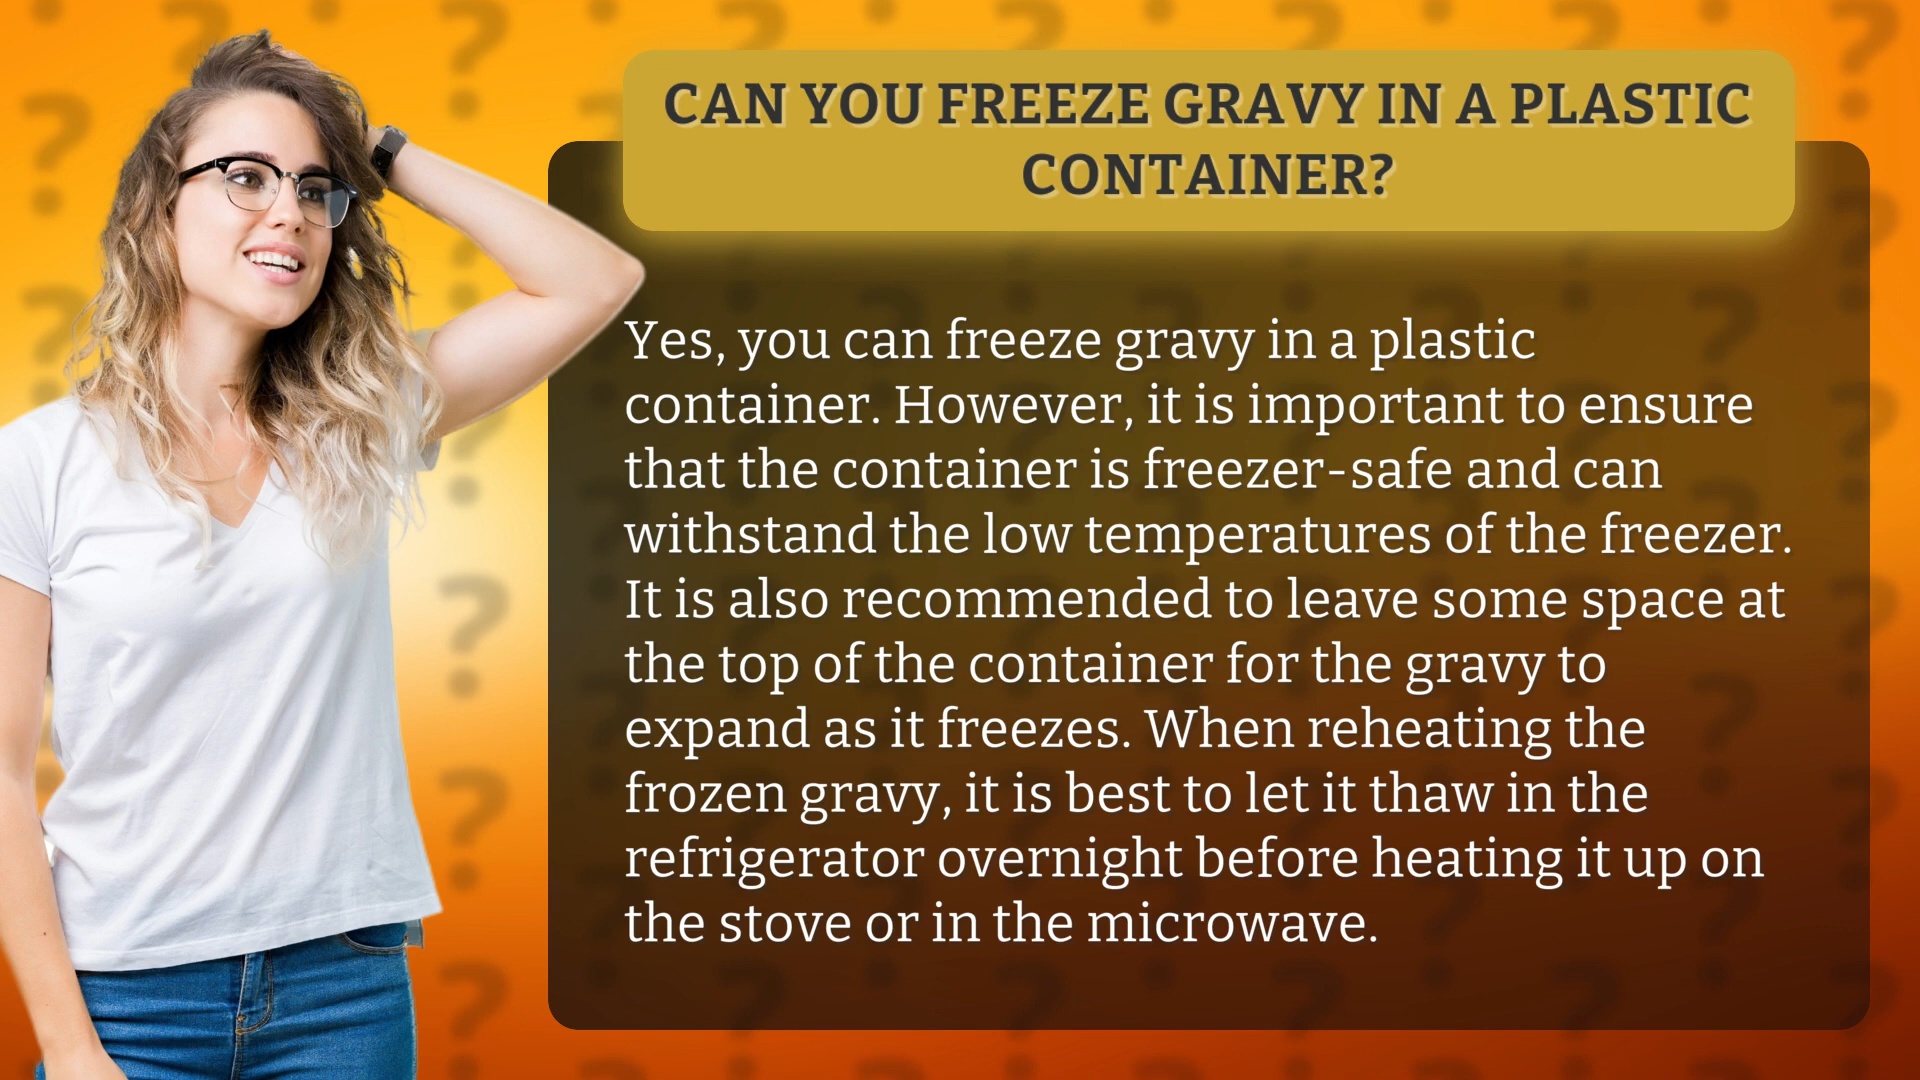 CAN YOU FREEZE GRAVY IN A PLASTIC
CONTAINER?
Yes, you can freeze gravy in a plastic
container. However, it is important to ensure
that the container is freezer-safe and can
withstand the low temperatures of the freezer.
It is also recommended to leave some space at
the top of the container for the gravy to
expand as it freezes. When reheating the
frozen gravy, it is best to let it thaw in the
refrigerator overnight before heating it up on
the stove or in the microwave.